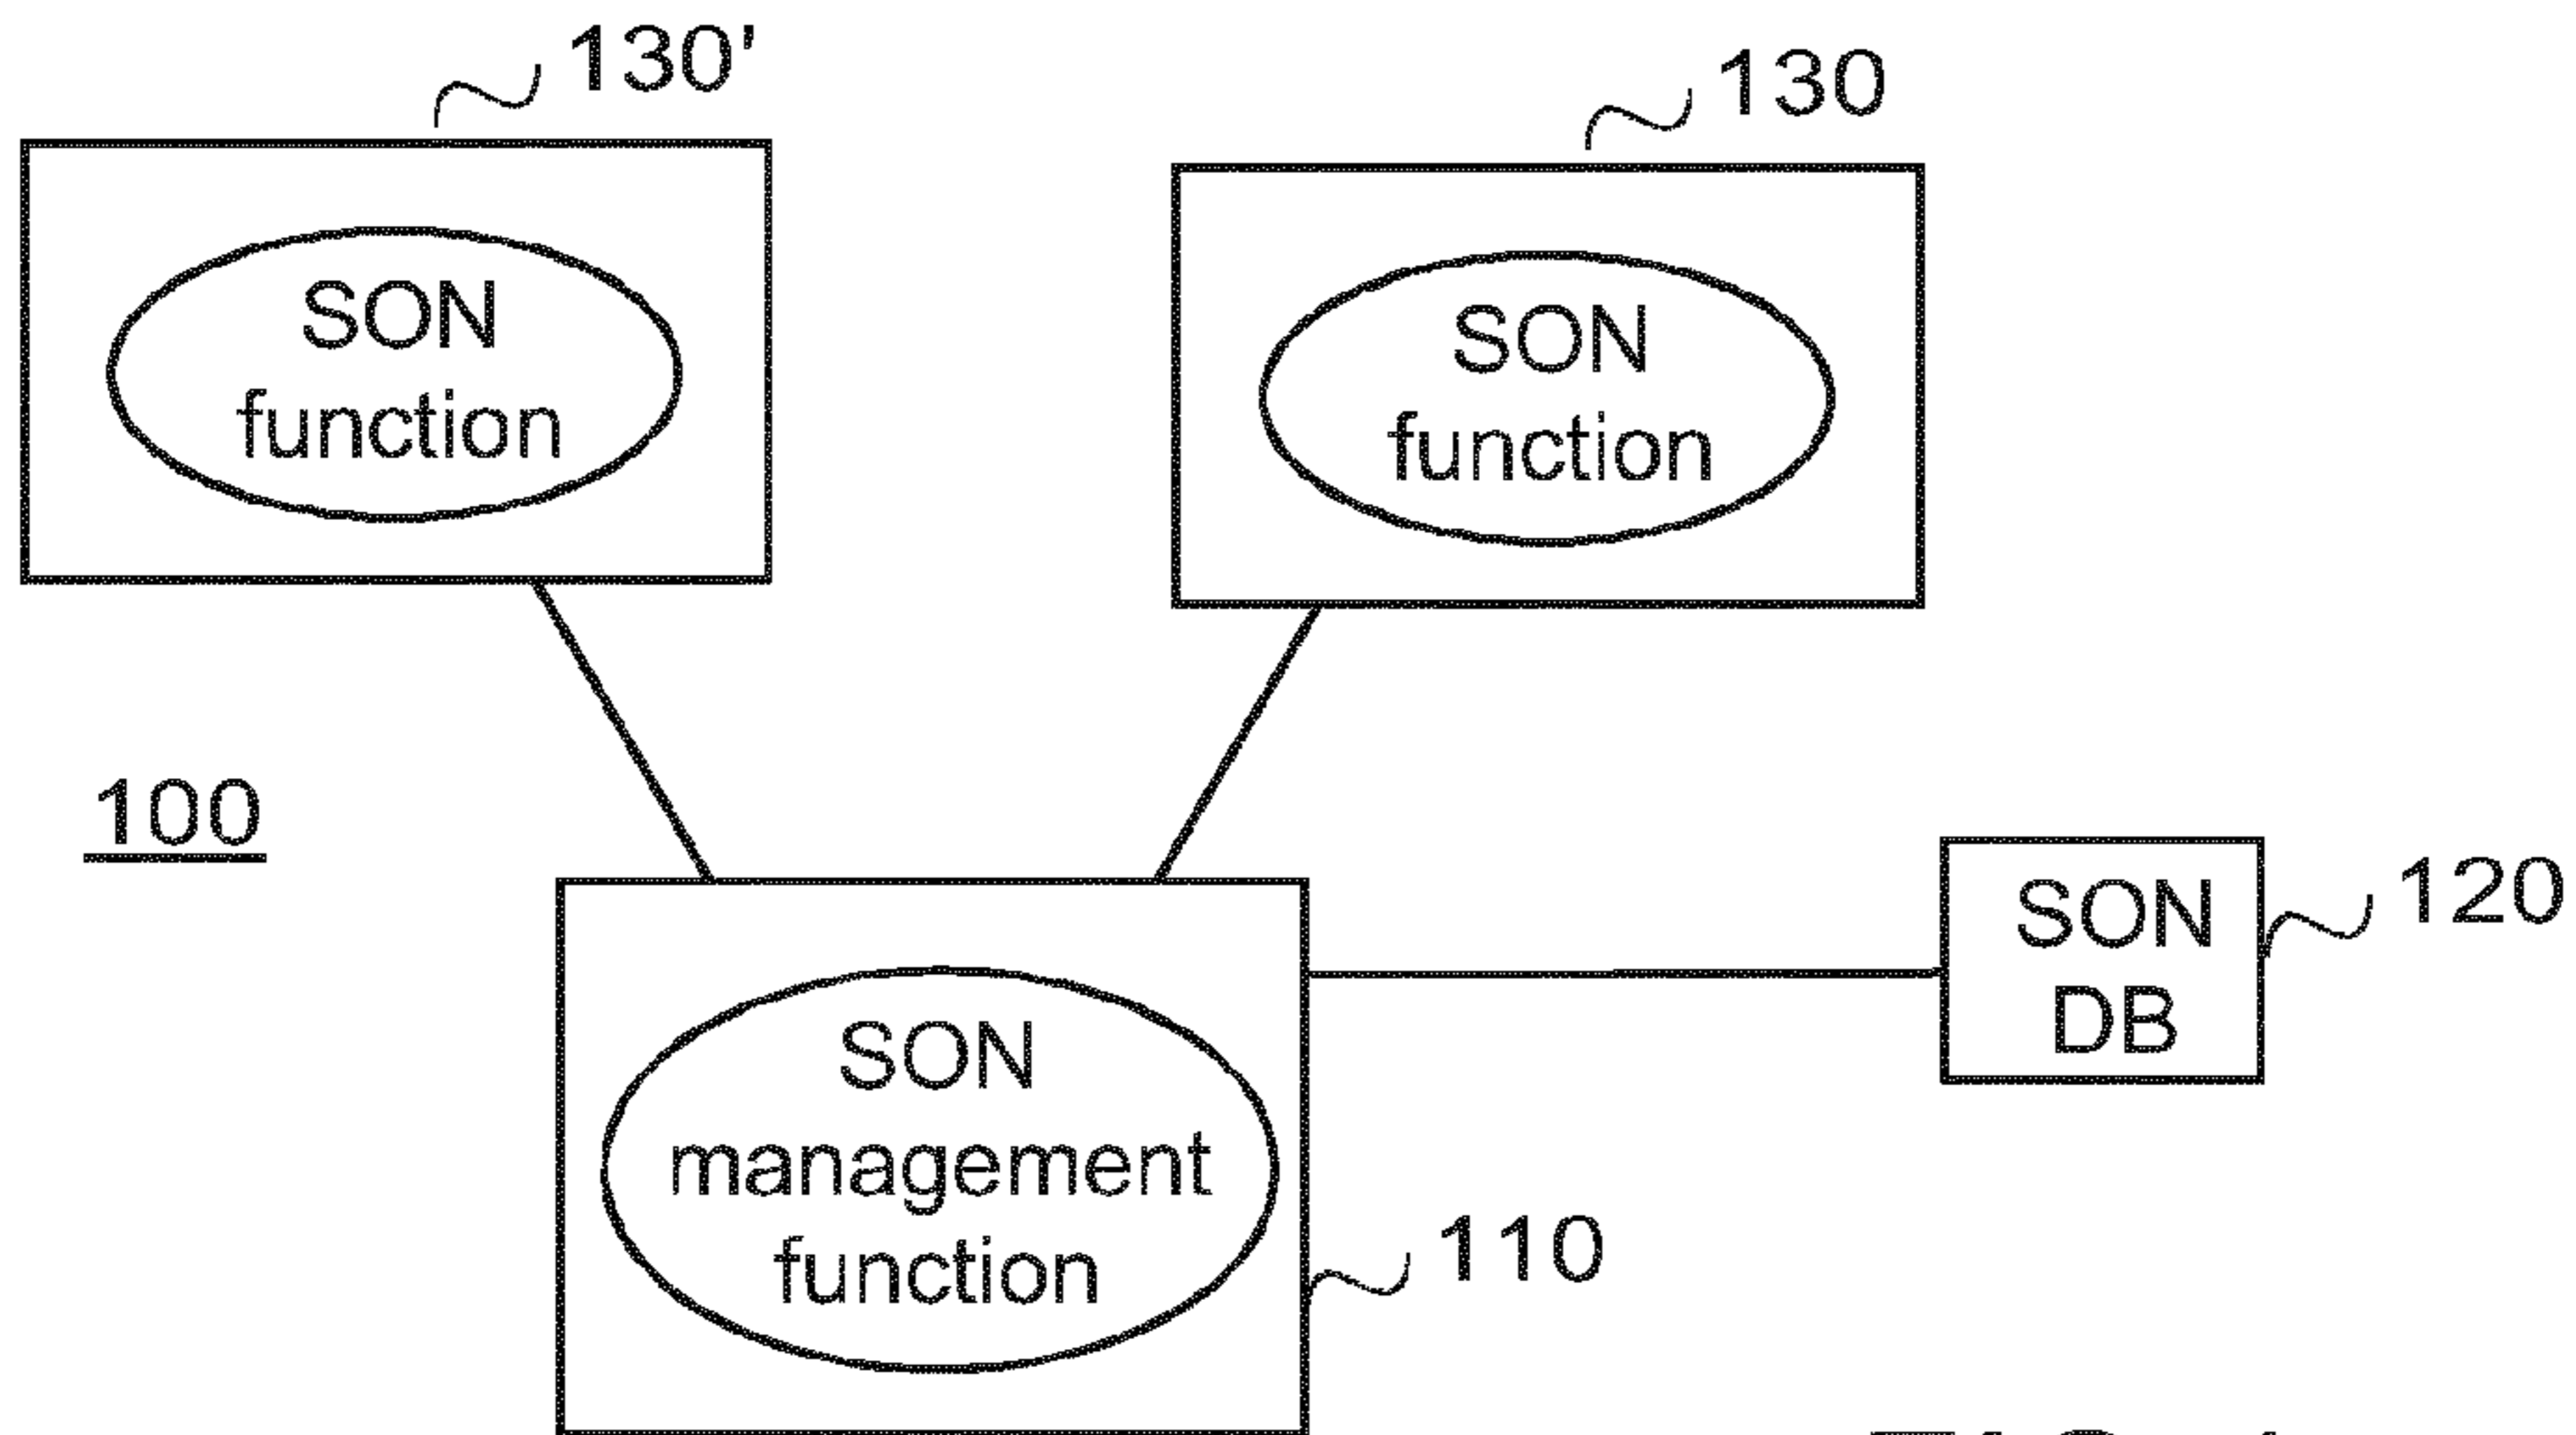 130'
130
SON
function
SON
function
100
SON
DB
120
SON
management
function
110